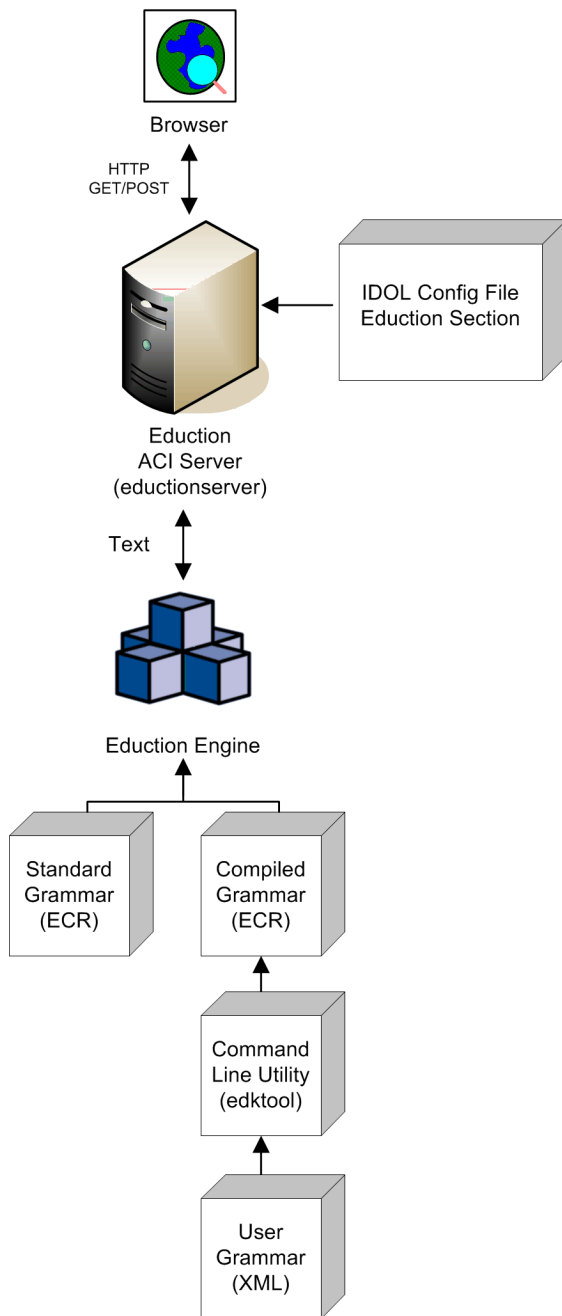 Browser
HTTP
GET/POST
IDOL Config File
Eduction Section
Eduction
ACI Server
(eductionserver)
Text
Eduction Engine
Standard
Grammar
(ECR)
Compiled
Grammar
(ECR)
Command
Line Utility
(edktool)
User
Grammar
(XML)